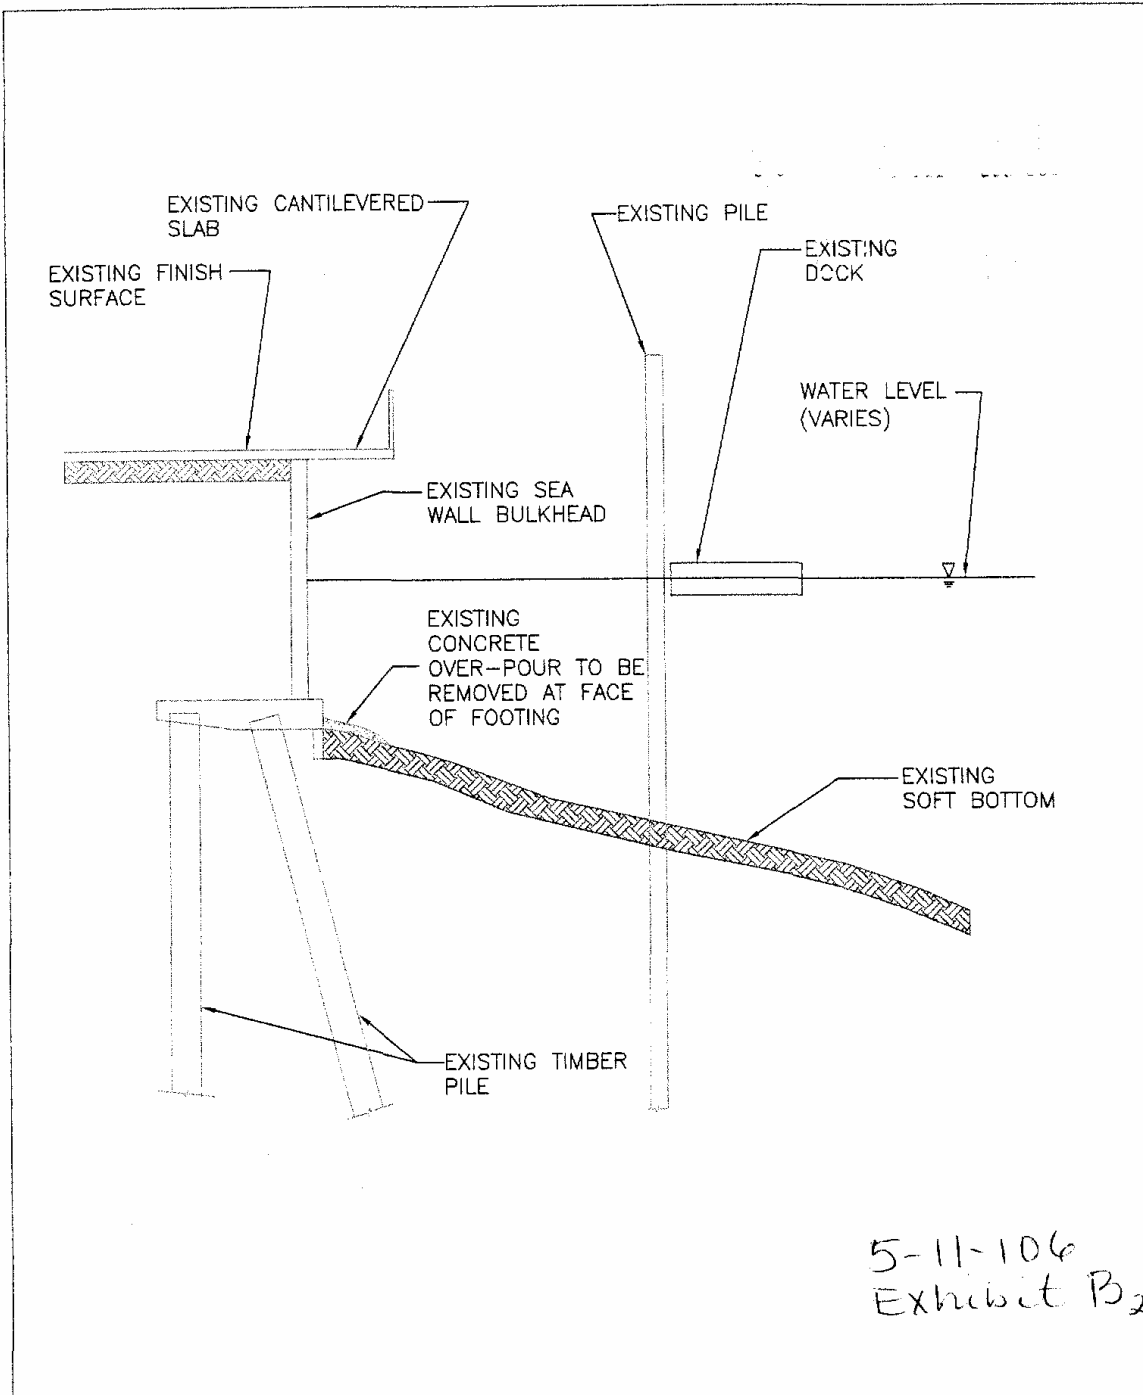 EXISTING CANTILEVERED
SLAB
EXISTING PILE
EXISTING
DOCK
EXISTING FINISH
SURFACE
WATER LEVEL
(VARIES)
EXISTING SEA
WALL BULKHEAD
EXISTING
CONCRETE
OVER-POUR TO BE
REMOVED AT FACE
OF FOOTING
EXISTING
SOFT BOTTOM
EXISTING TIMBER
PILE
5-11-106
Exhibit B2